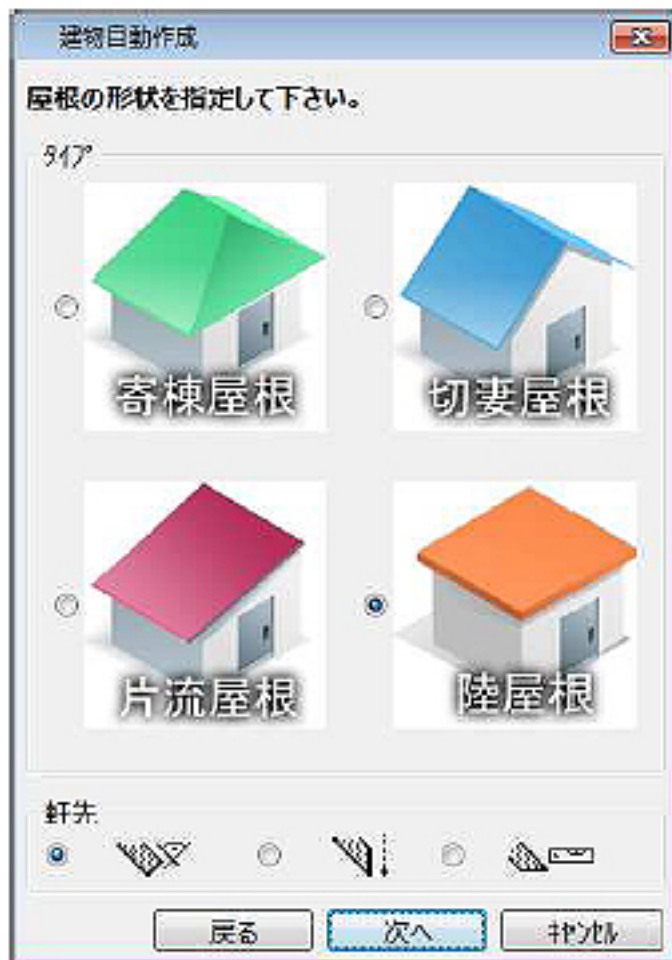 建物自動作成
屋根の形状を指定して下さい。
ﾀｲﾌﾟ
寄棟屋根
切妻屋根
片流屋根
陸屋根
軒先
戻る
次へ
ｷｬﾝｾﾙ